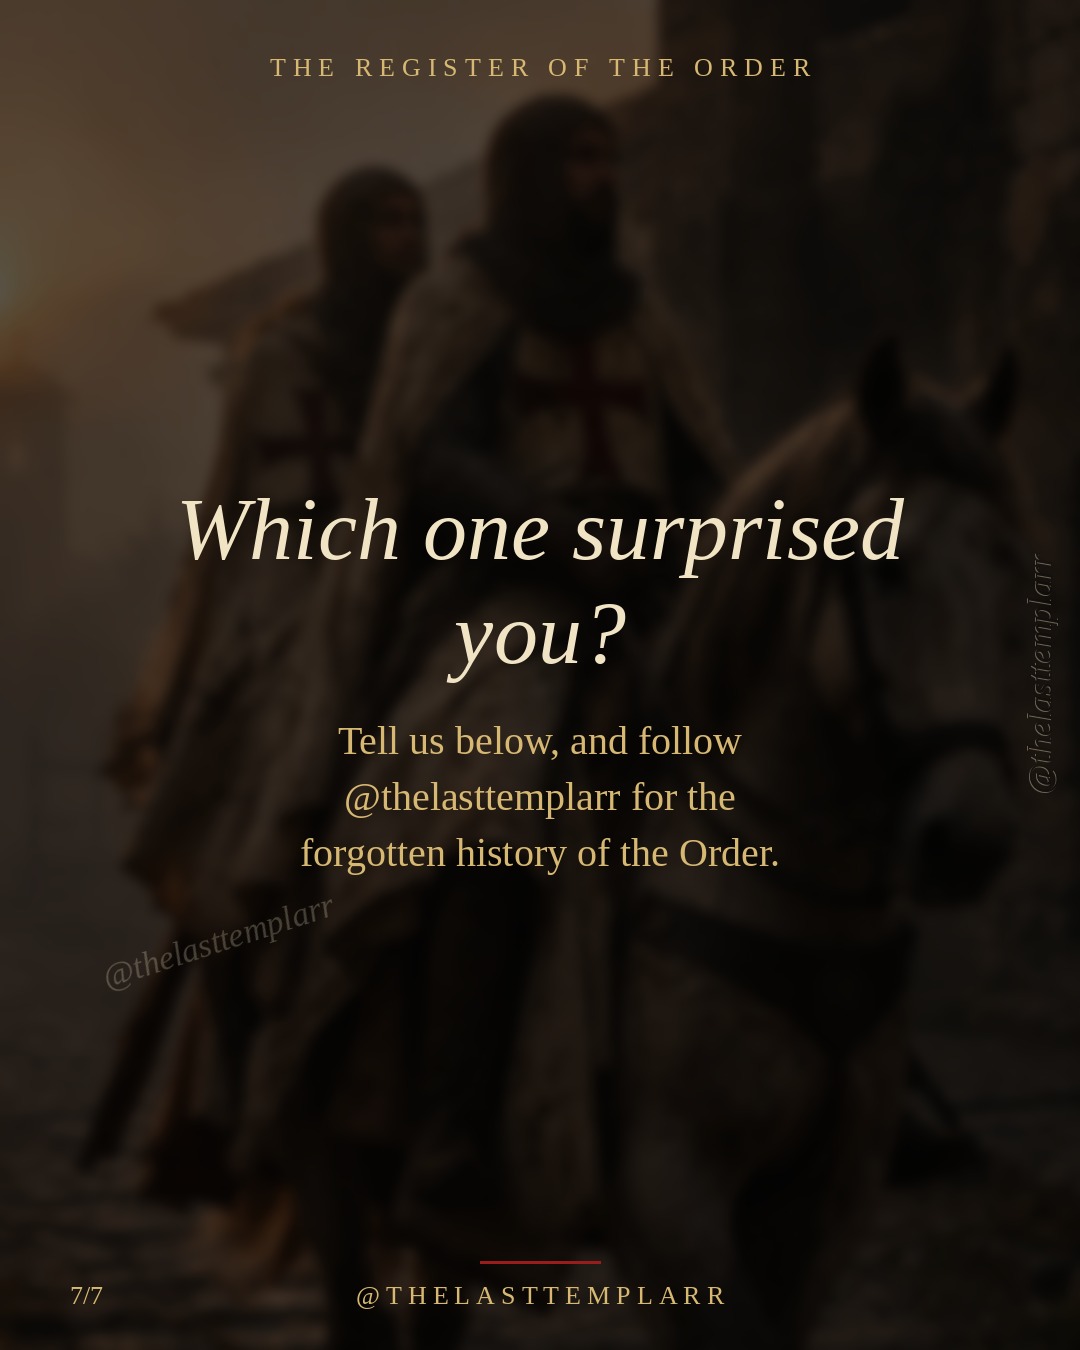 THE REGISTER OF THE ORDER
Which one surprised
you?
Tell us below, and follow
@thelasttemplarr for the
forgotten history of the Order.
@thelasttemplarr
@thelasttemplarr
7/7
@THELASTTEMPLARR